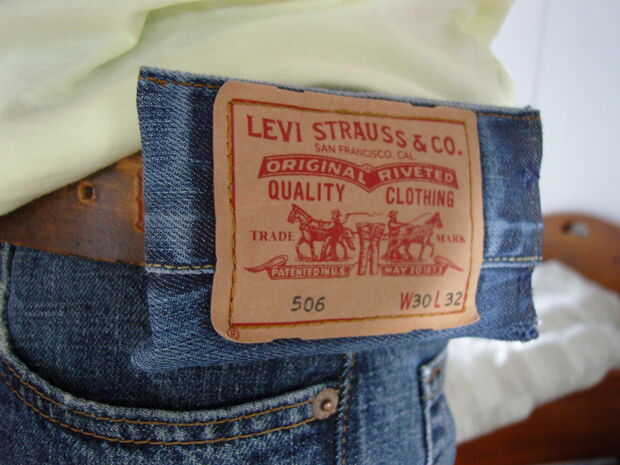 LEVI STRAUSS & CO.
SAN FRANCISCO, CAL.
ORIGINAL RIVETED
QUALITY CLOTHING
TRADE MARK
PATENTED IN U.S. MAY 20 1873
506 W30 L32
®